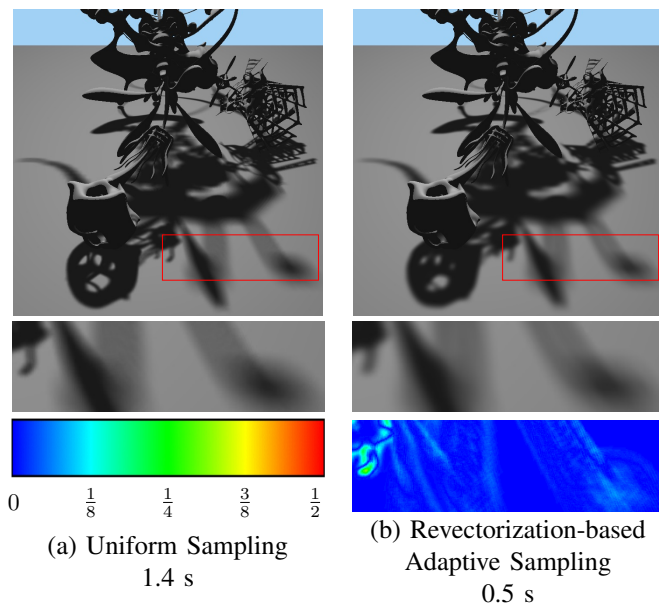 0 1/8 1/4 3/8 1/2
(a) Uniform Sampling
1.4 s
(b) Revectorization-based
Adaptive Sampling
0.5 s